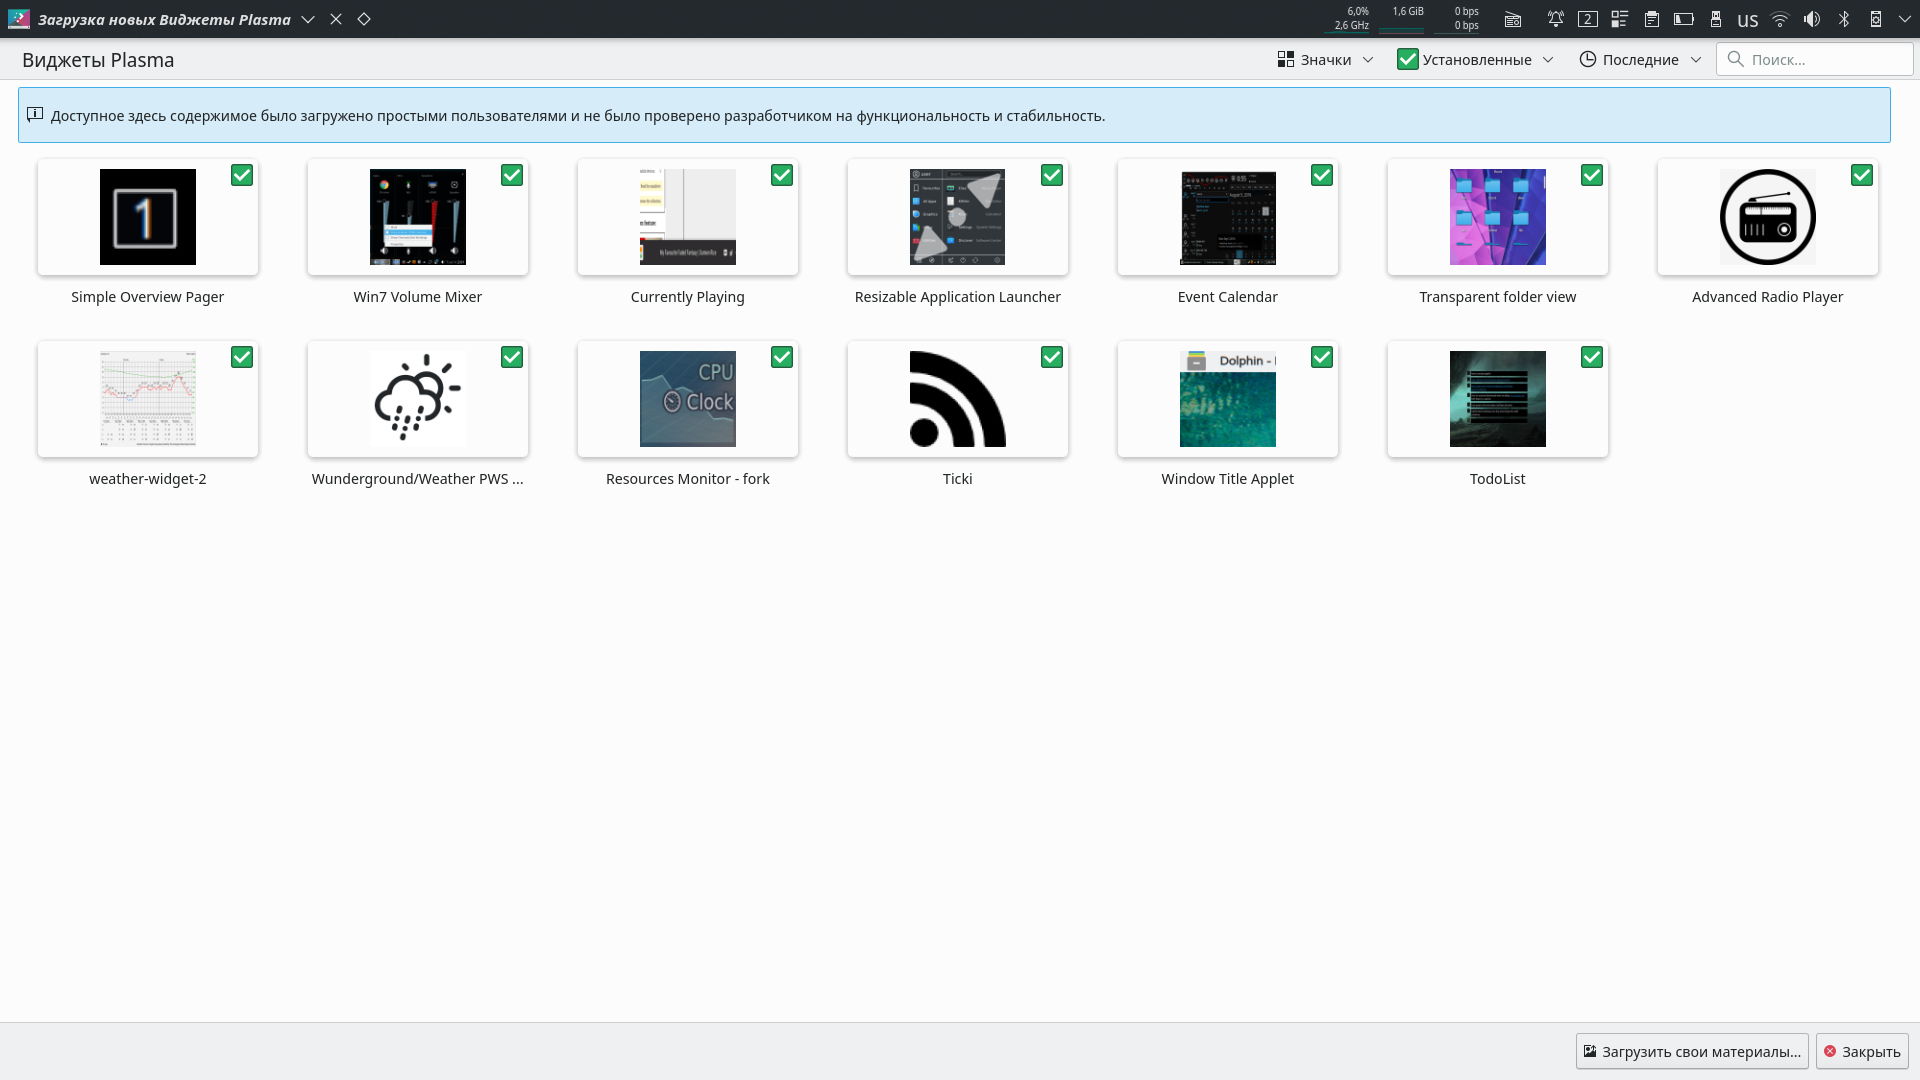 Загрузка новых Виджеты Plasma
6,0%
2,6 GHz
1,6 GiB
0 bps
0 bps
2
us
Виджеты Plasma
Значки
Установленные
Последние
Поиск...
Доступное здесь содержимое было загружено простыми пользователями и не было проверено разработчиком на функциональность и стабильность.
1
Simple Overview Pager
Win7 Volume Mixer
Currently Playing
Resizable Application Launcher
Event Calendar
Transparent folder view
Advanced Radio Player
CPU
Clock
Dolphin -
weather-widget-2
Wunderground/Weather PWS ...
Resources Monitor - fork
Ticki
Window Title Applet
TodoList
Загрузить свои материалы...
Закрыть